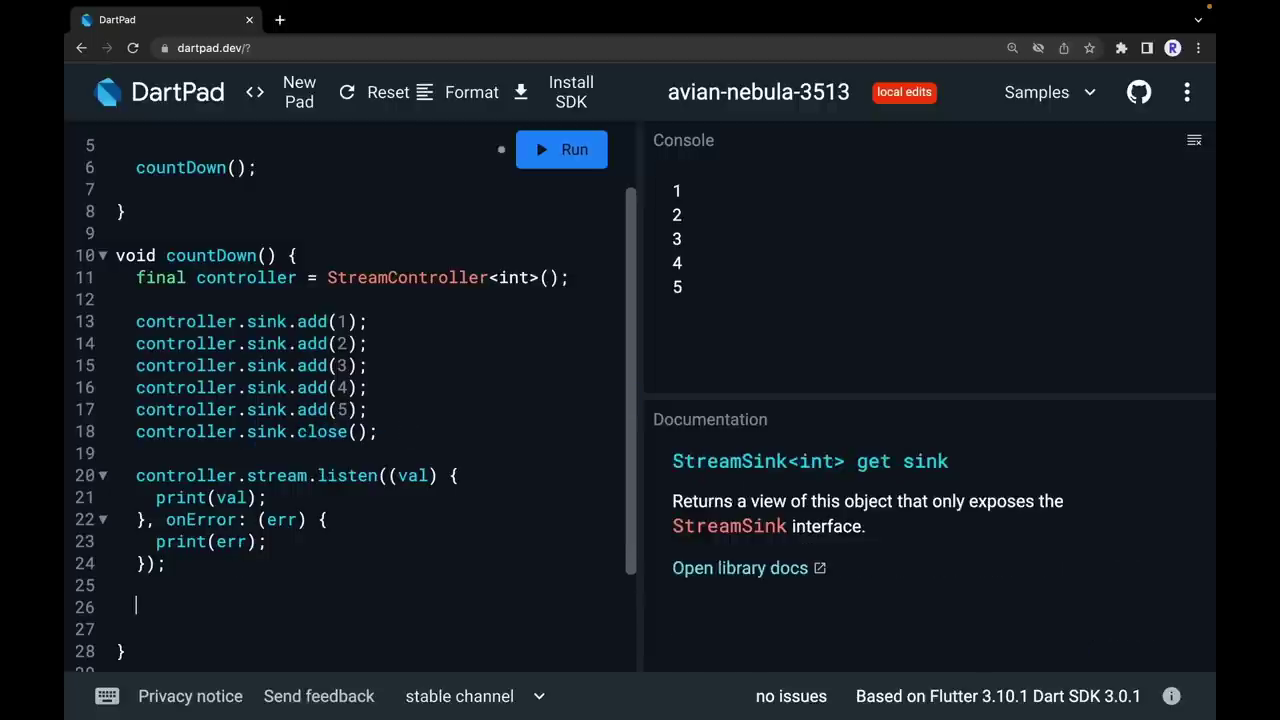 DartPad
dartpad.dev/?
R
DartPad
New Pad
Reset
Format
Install SDK
avian-nebula-3513
local edits
Samples
Run
5
6 countDown();
7
8 }
9
10 void countDown() {
11 final controller = StreamController<int>();
12
13 controller.sink.add(1);
14 controller.sink.add(2);
15 controller.sink.add(3);
16 controller.sink.add(4);
17 controller.sink.add(5);
18 controller.sink.close();
19
20 controller.stream.listen((val) {
21 print(val);
22 }, onError: (err) {
23 print(err);
24 });
25
26
27
28 }
Console
1
2
3
4
5
Documentation
StreamSink<int> get sink
Returns a view of this object that only exposes the
StreamSink interface.
Open library docs
Privacy notice
Send feedback
stable channel
no issues
Based on Flutter 3.10.1 Dart SDK 3.0.1